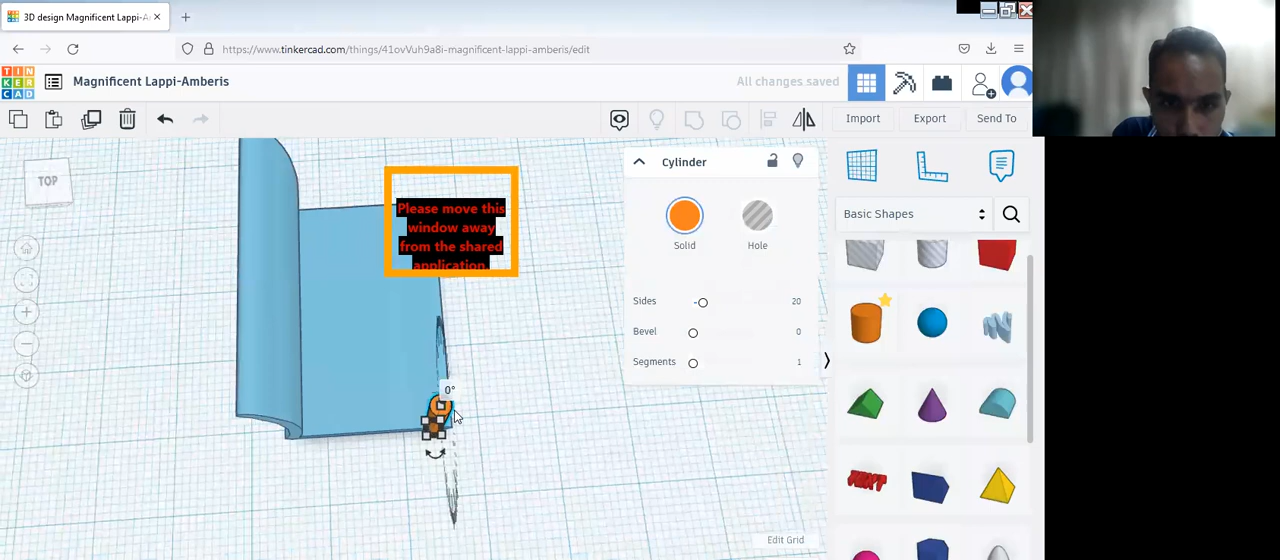 3D design Magnificent Lappi-A
https://www.tinkercad.com/things/41ovVuh9a8i-magnificent-lappi-amberis/edit
TIN
KER
CAD
Magnificent Lappi-Amberis
All changes saved
Import
Export
Send To
TOP
Please move this
window away
from the shared
application.
Cylinder
Solid
Hole
Sides
20
Bevel
0
Segments
1
Basic Shapes
0°
TEXT
Edit Grid